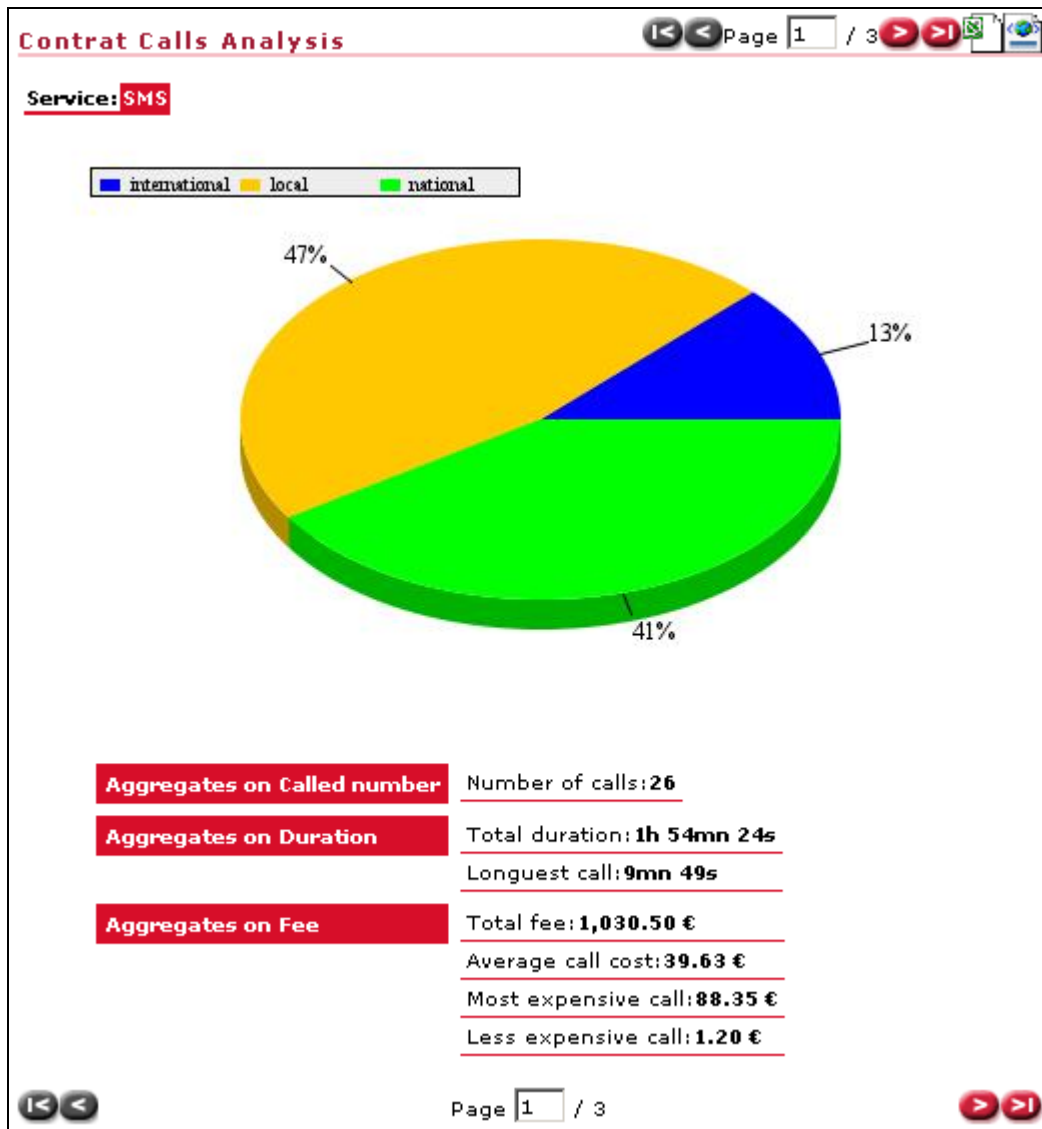 Contrat Calls Analysis
Page 1 / 3
Service: SMS
international local national
47%
13%
41%
Aggregates on Called number Number of calls: 26
Aggregates on Duration Total duration: 1h 54mn 24s
Longuest call: 9mn 49s
Aggregates on Fee Total fee: 1,030.50 €
Average call cost: 39.63 €
Most expensive call: 88.35 €
Less expensive call: 1.20 €
Page 1 / 3